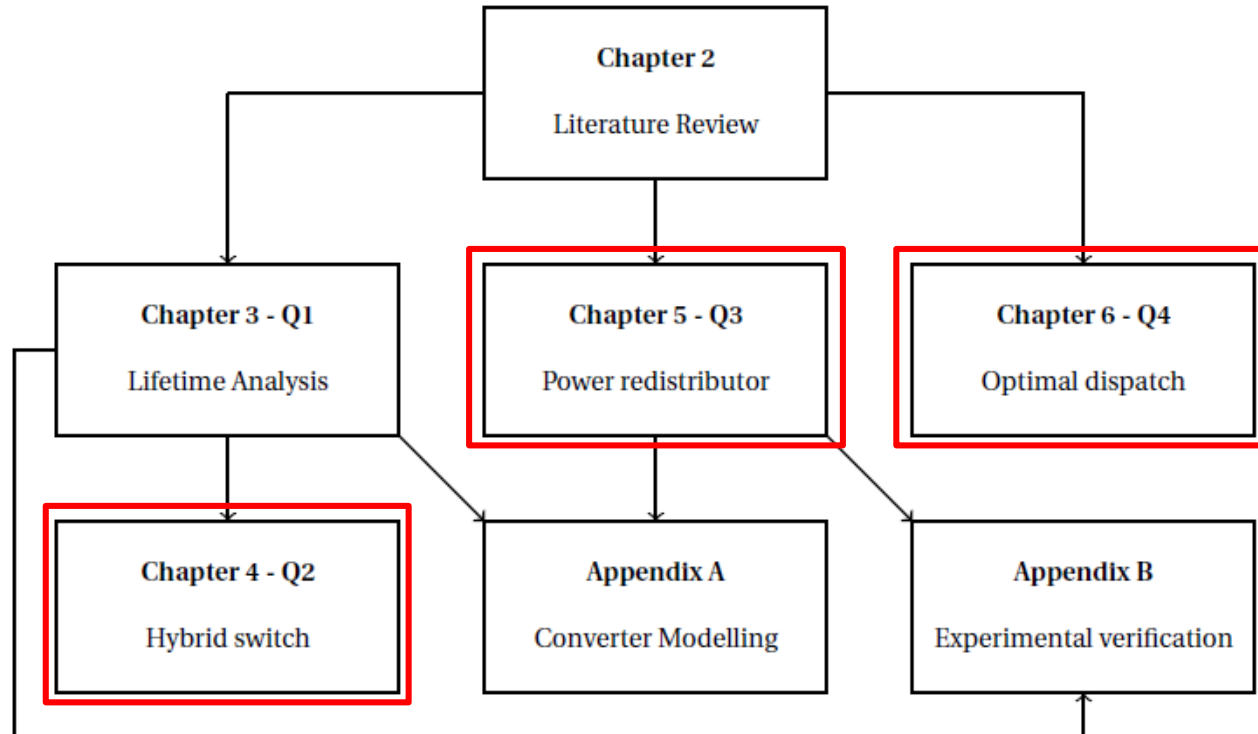 Chapter 2
Literature Review
Chapter 3 - Q1
Lifetime Analysis
Chapter 5 - Q3
Power redistributor
Chapter 6 - Q4
Optimal dispatch
Chapter 4 - Q2
Hybrid switch
Appendix A
Converter Modelling
Appendix B
Experimental verification